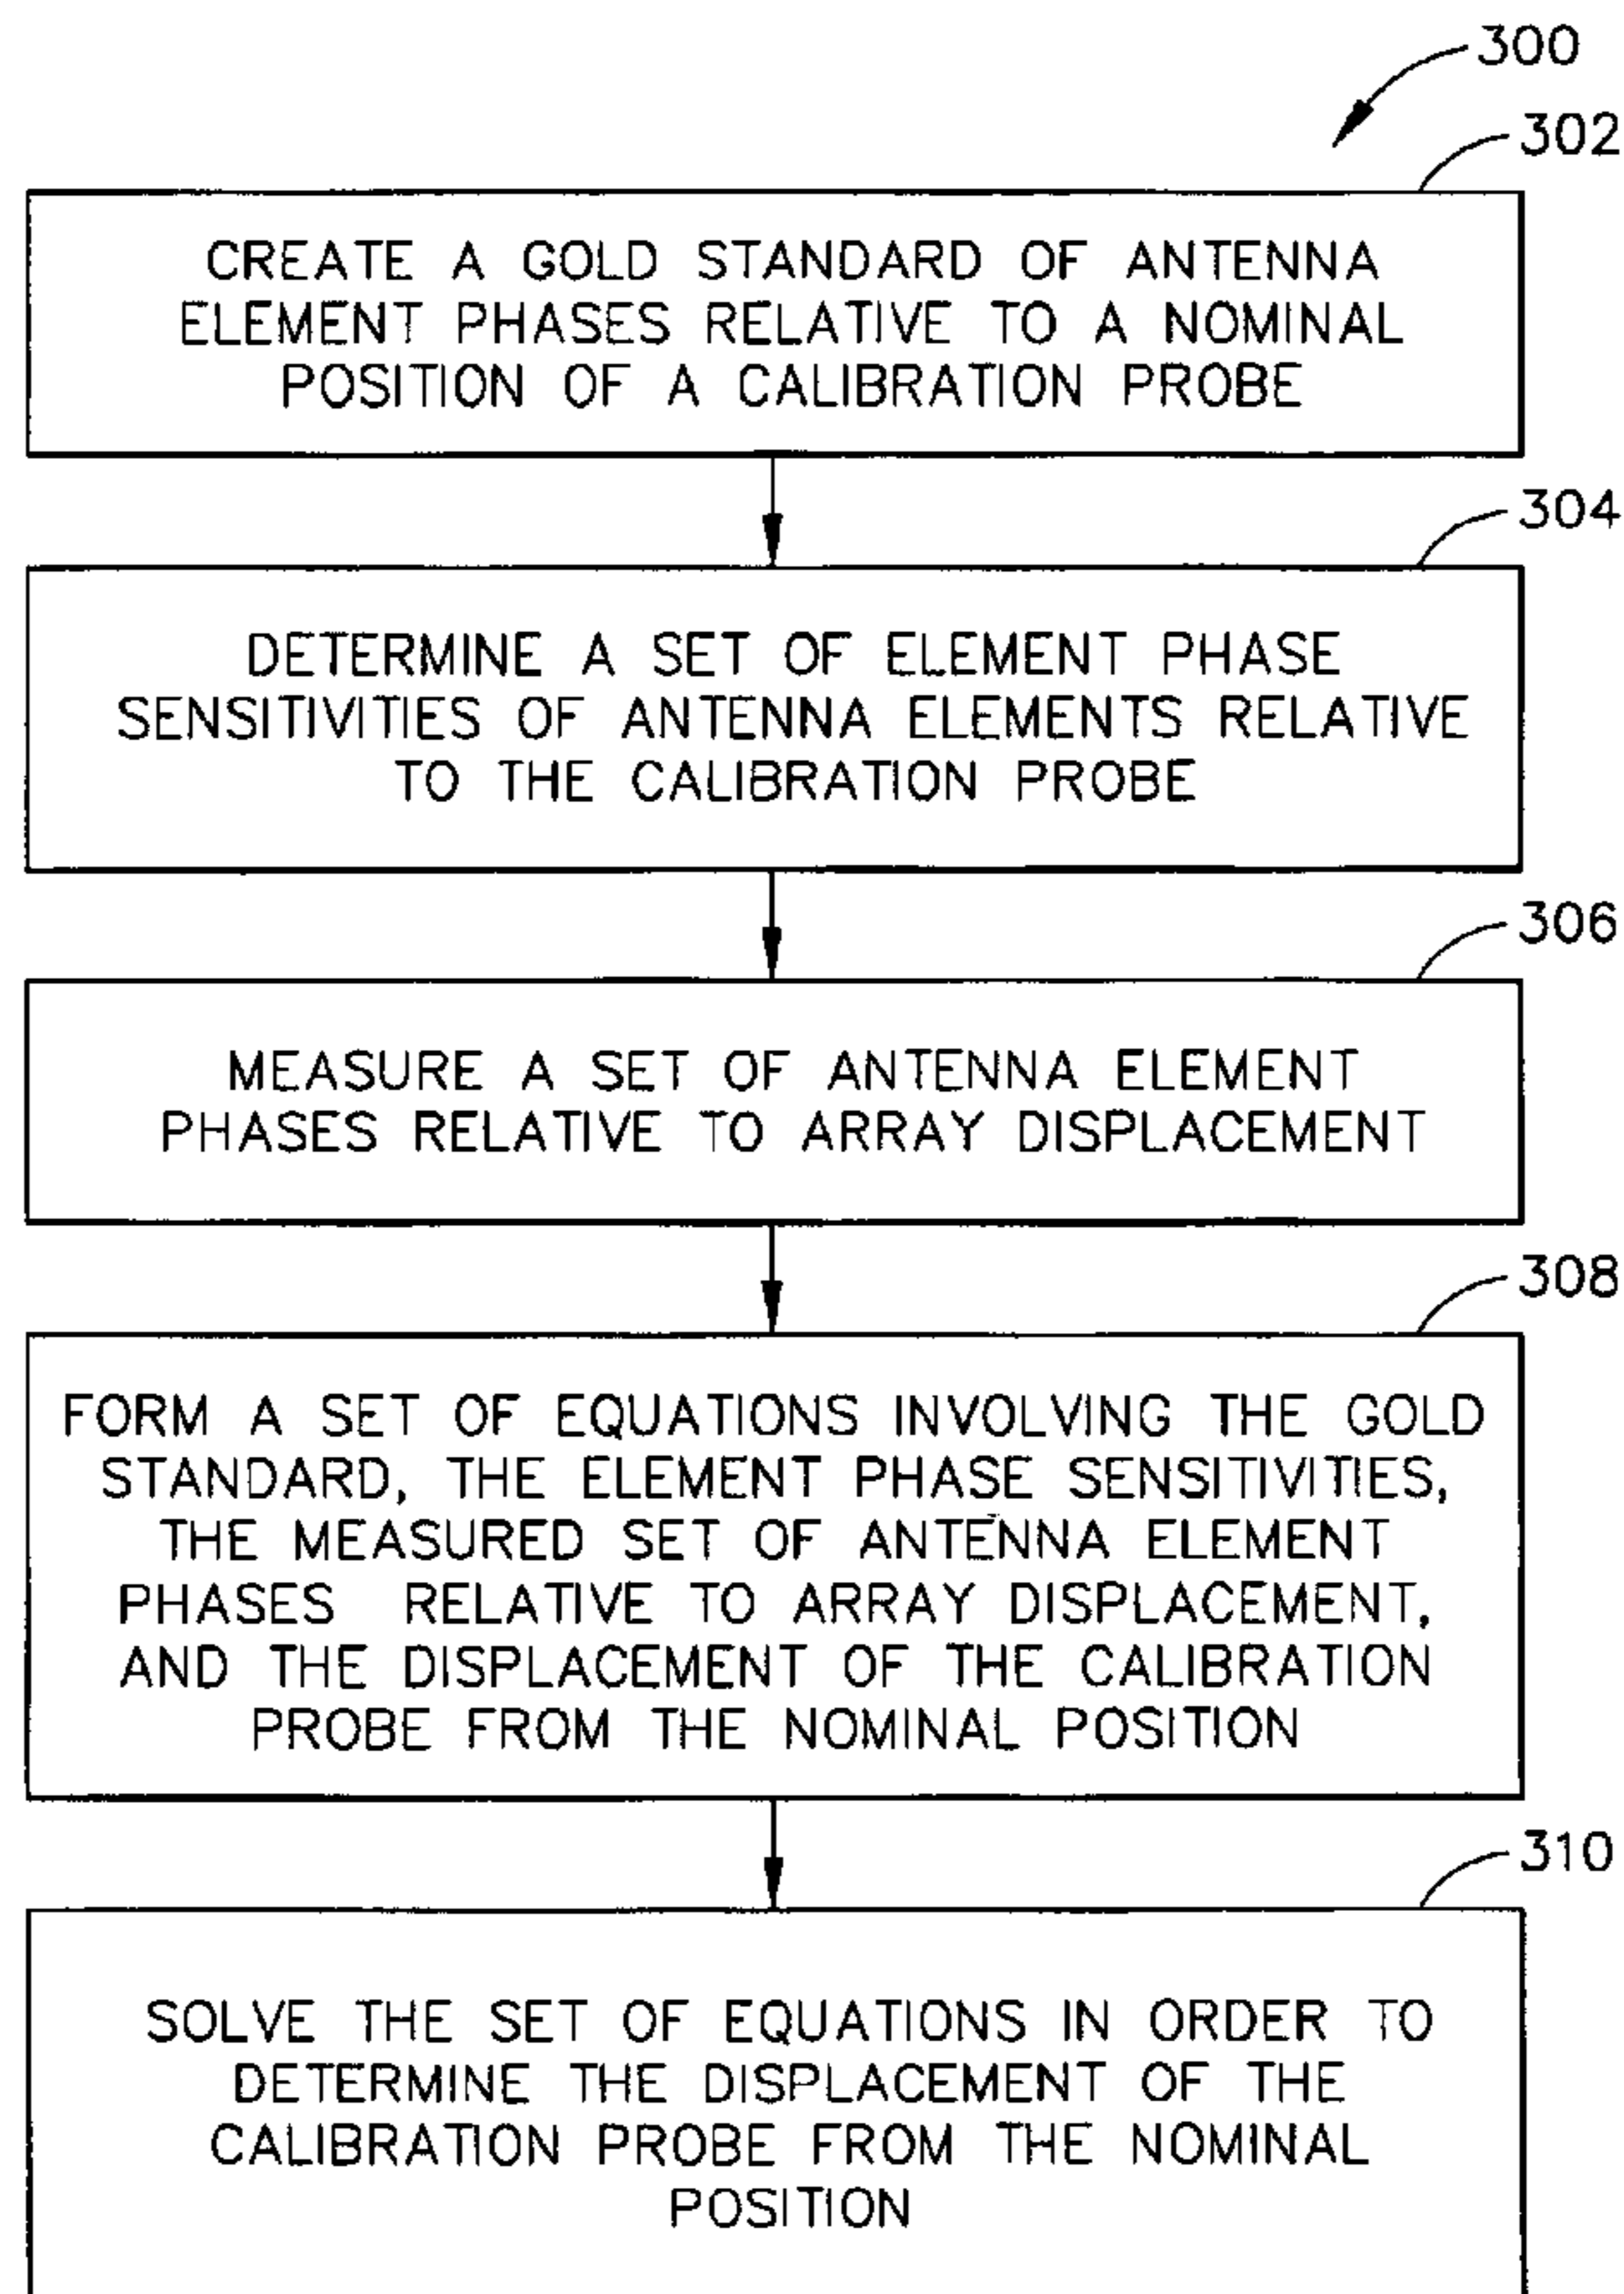 300
302
CREATE A GOLD STANDARD OF ANTENNA
ELEMENT PHASES RELATIVE TO A NOMINAL
POSITION OF A CALIBRATION PROBE
304
DETERMINE A SET OF ELEMENT PHASE
SENSITIVITIES OF ANTENNA ELEMENTS RELATIVE
TO THE CALIBRATION PROBE
306
MEASURE A SET OF ANTENNA ELEMENT
PHASES RELATIVE TO ARRAY DISPLACEMENT
308
FORM A SET OF EQUATIONS INVOLVING THE GOLD
STANDARD, THE ELEMENT PHASE SENSITIVITIES,
THE MEASURED SET OF ANTENNA ELEMENT
PHASES RELATIVE TO ARRAY DISPLACEMENT,
AND THE DISPLACEMENT OF THE CALIBRATION
PROBE FROM THE NOMINAL POSITION
310
SOLVE THE SET OF EQUATIONS IN ORDER TO
DETERMINE THE DISPLACEMENT OF THE
CALIBRATION PROBE FROM THE NOMINAL
POSITION